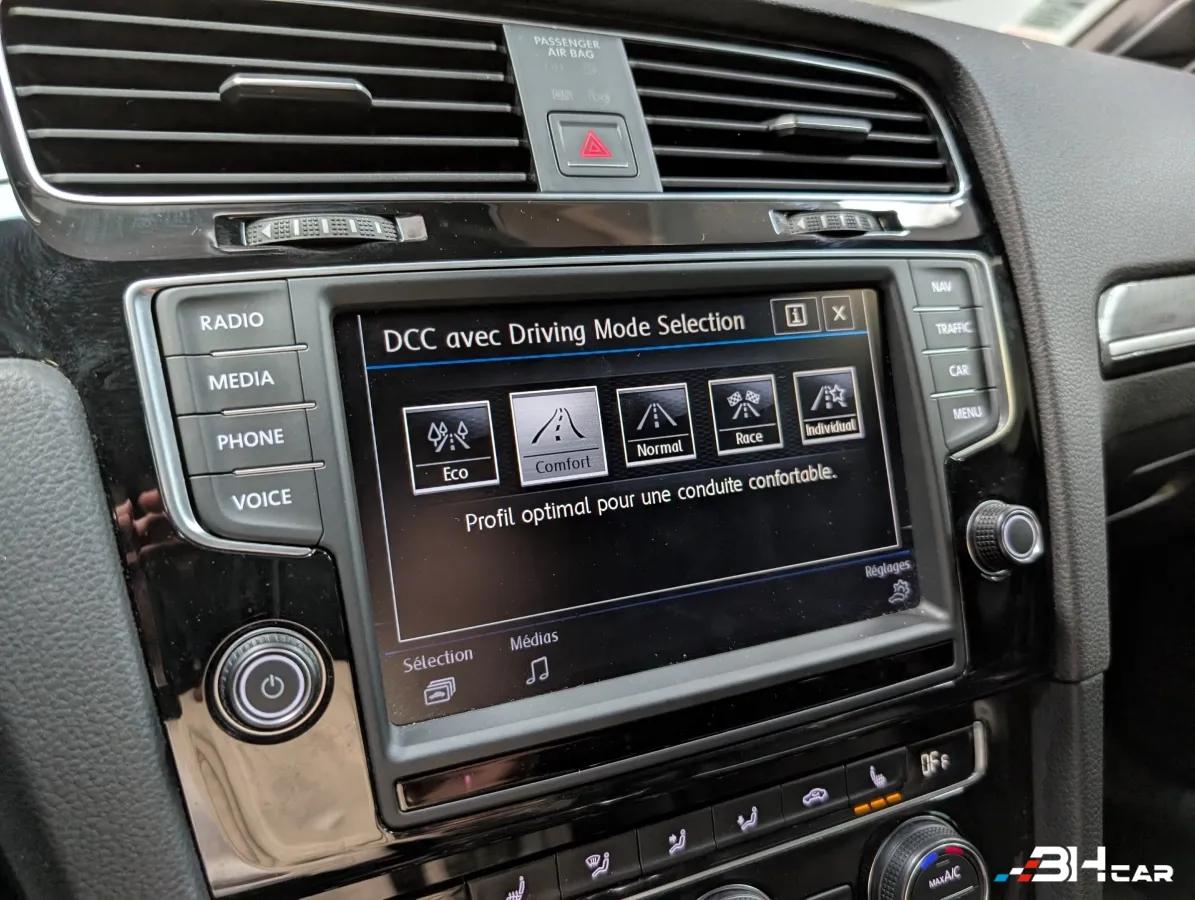 PASSENGER
AIR BAG
RADIO
MEDIA
PHONE
VOICE
NAV
TRAFFIC
CAR
MENU
DCC avec Driving Mode Selection
i
X
Eco
Comfort
Normal
Race
Individual
Profil optimal pour une conduite confortable.
Réglages
Sélection
Médias
OFF
MAX A/C
3HCAR